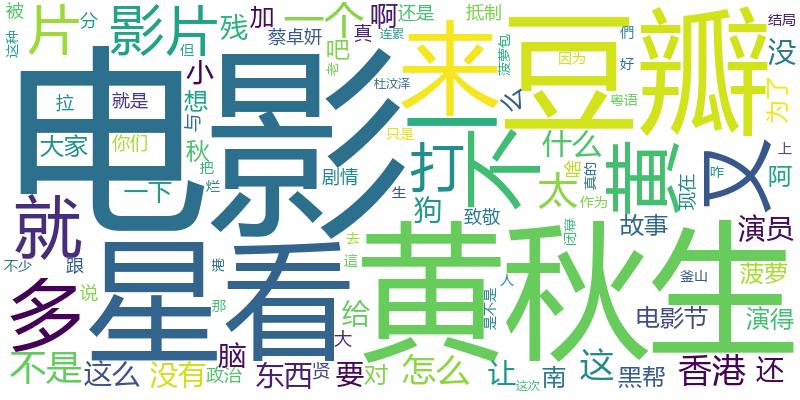 被 片 分 影片 残 加 一个 啊 还是 抵制 豆瓣 结局
这种 但 小 蔡卓妍 老 吧 真 连累 来 菠萝包 因为 们 没
电影 想 杜汶泽 么 好 粤语 为了
拉 就是 与 不 又
大家 你们 秋 剧情 打 什么 黄 上
一下 把 烂 只是 太 啥 真的 咋 阿
生 狗 致敬 作为 现在
就 去 黄秋生 闭嘴 故事 演员
不少 跟 星 看 這 是不是 人 釜山 菠萝
多 说 港 那 给 电影节 演得
大
不是 这么 没有 政治 脑 东西 贤 要 对 怎么 让 这次 南 这 黑帮 香港 还